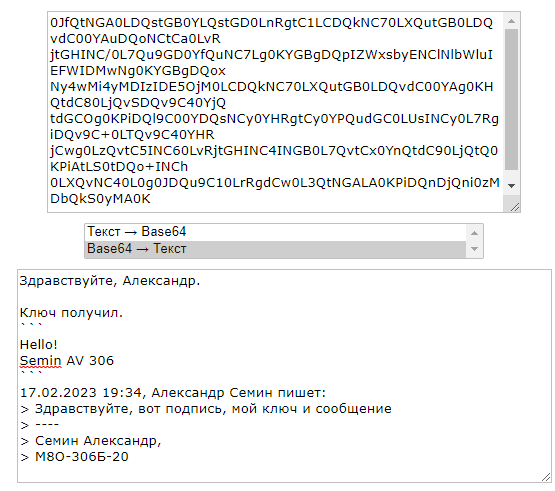 0JfQtNGA0LDQstGB0YLQstGD0LnRgtC1LCDQkNC70LXQutGB0LDQ
vdC00YAuDQoNCtCa0LvR
jtGHINC/0L7Qu9GD0YfQuNC7Lg0KYGBgDQpIZWxsbyENClNlbWluI
EFWIDMwNg0KYGBgDQox
Ny4wMi4yMDIzIDE5OjM0LCDQkNC70LXQutGB0LDQvdC00YAg0KH
QtdC80LjQvSDQv9C40YjQ
tdGCOg0KPiDQl9C00YDQsNCy0YHRgtCy0YPQudGC0LUsINCy0L7Rg
iDQv9C+0LTQv9C40YHR
jCwg0LzQvtC5INC60LvRjtGHINC4INGB0L7QvtCx0YnQtdC90LjQtQ0
KPiAtLS0tDQo+INCh
0LXQvNC40L0g0JDQu9C10LrRgdCw0L3QtNGALA0KPiDQnDjQni0zM
DbQkS0yMA0K
Текст → Base64
Base64 → Текст
Здравствуйте, Александр.
Ключ получил.
```
Hello!
Semin AV 306
```
17.02.2023 19:34, Александр Семин пишет:
> Здравствуйте, вот подпись, мой ключ и сообщение
> ----
> Семин Александр,
> М8О-306Б-20